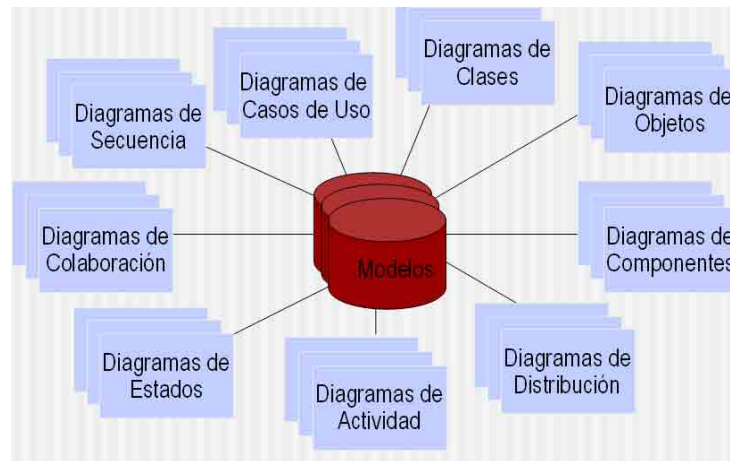 Diagramas de
Secuencia
Diagramas de
Casos de Uso
Diagramas de
Clases
Diagramas de
Objetos
Diagramas de
Colaboración
Modelos
Diagramas de
Componentes
Diagramas de
Estados
Diagramas de
Actividad
Diagramas de
Distribución